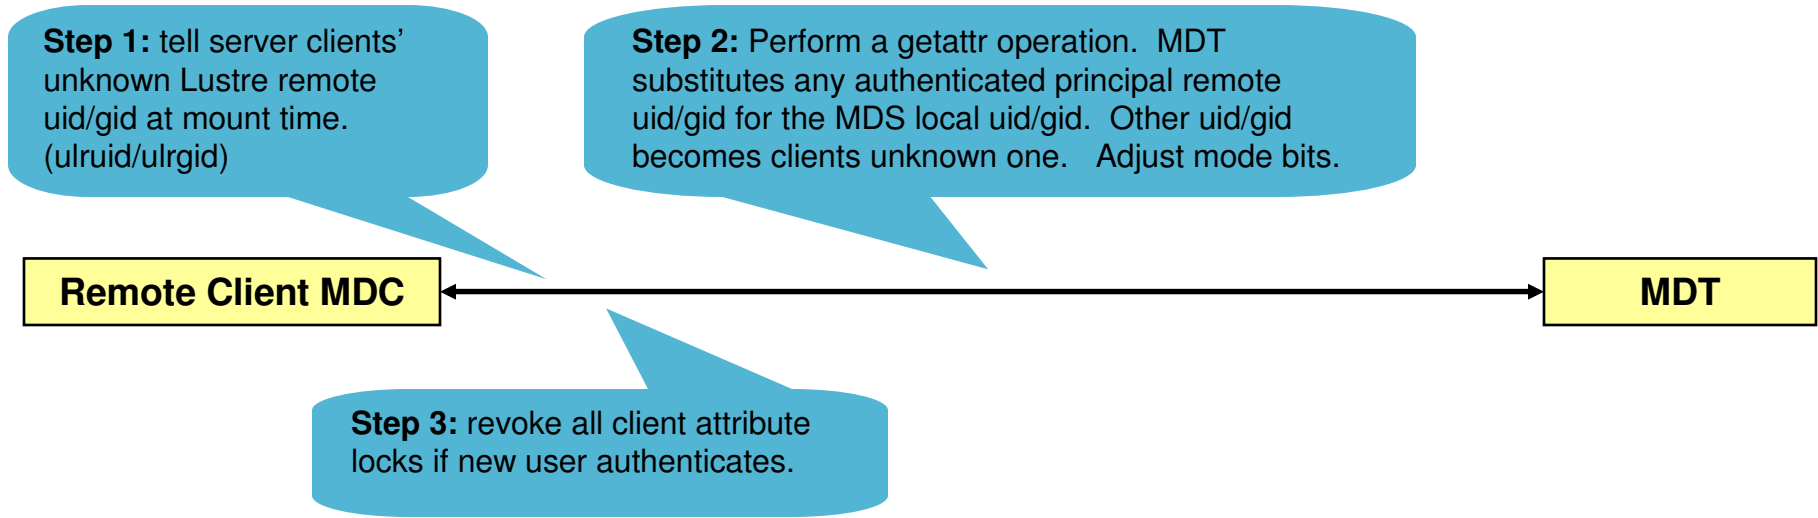 Step 1: tell server clients'
unknown Lustre remote
uid/gid at mount time.
(ulruid/ulrgid)
Step 2: Perform a getattr operation.  MDT
substitutes any authenticated principal remote
uid/gid for the MDS local uid/gid.  Other uid/gid
becomes clients unknown one.   Adjust mode bits.
Remote Client MDC
MDT
Step 3: revoke all client attribute
locks if new user authenticates.